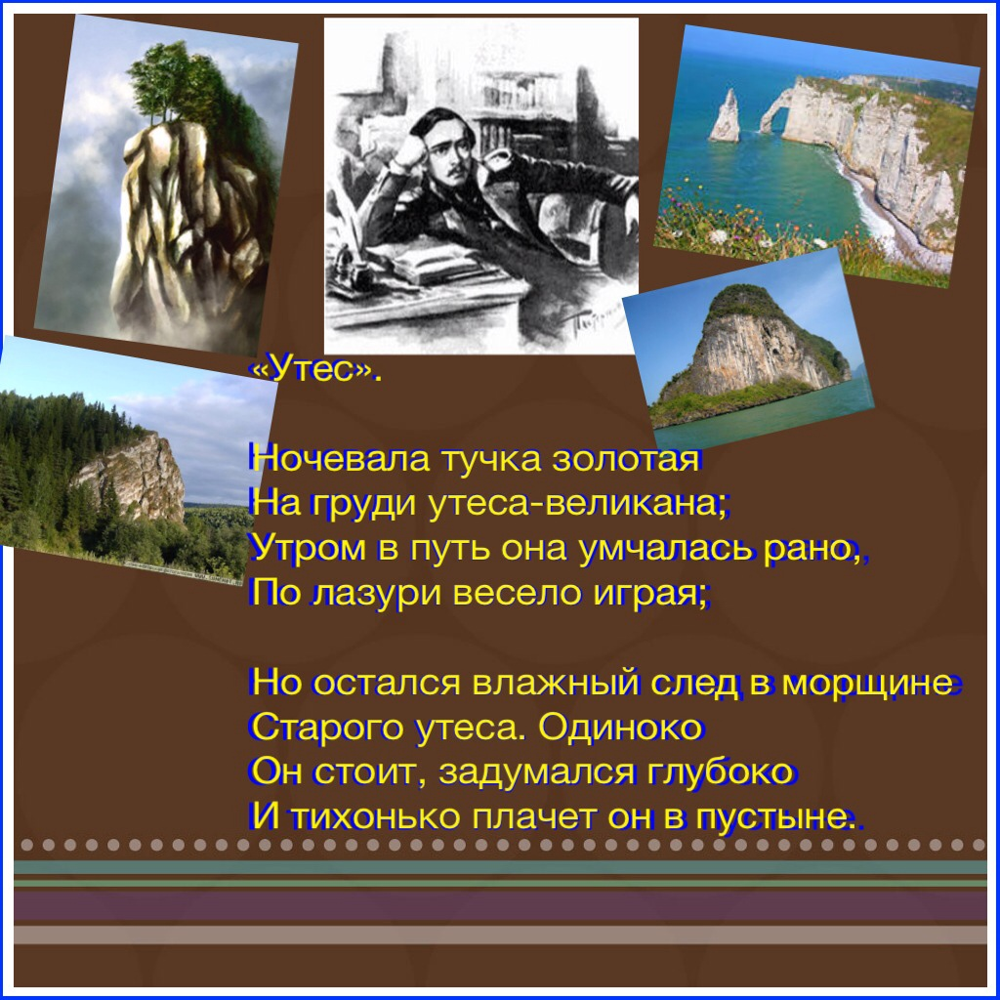 «Утес».
Ночевала тучка золотая
На груди утеса-великана;
Утром в путь она умчалась рано,
По лазури весело играя;
Но остался влажный след в морщине
Старого утеса. Одиноко
Он стоит, задумался глубоко
И тихонько плачет он в пустыне.